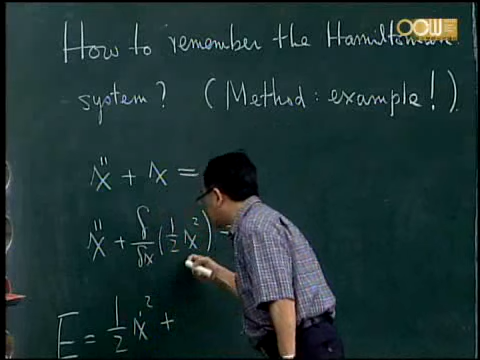 OCW
How to remember the Hamiltonian
system? (Method: example!)
x'' + x =
x'' + δ/δx (1/2 x²)
E = 1/2 x'² +